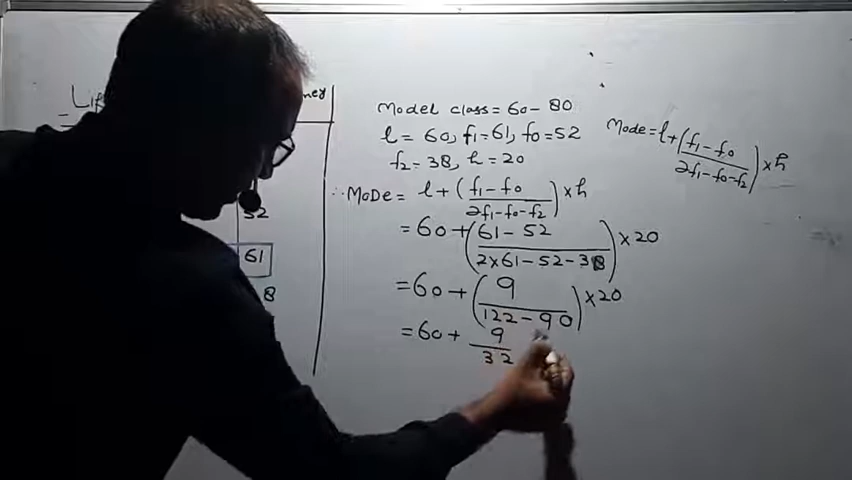 Model class = 60 - 80
l = 60, f1 = 61, f0 = 52
f2 = 38, h = 20
∴ MODe = l + (f1 - f0 / 2f1 - f0 - f2) × h
= 60 + (61 - 52 / 2×61 - 52 - 38) × 20
= 60 + (9 / 122 - 90) × 20
= 60 + 9 / 32
Mode = l + (f1 - f0 / 2f1 - f0 - f2) × h
52
61
8